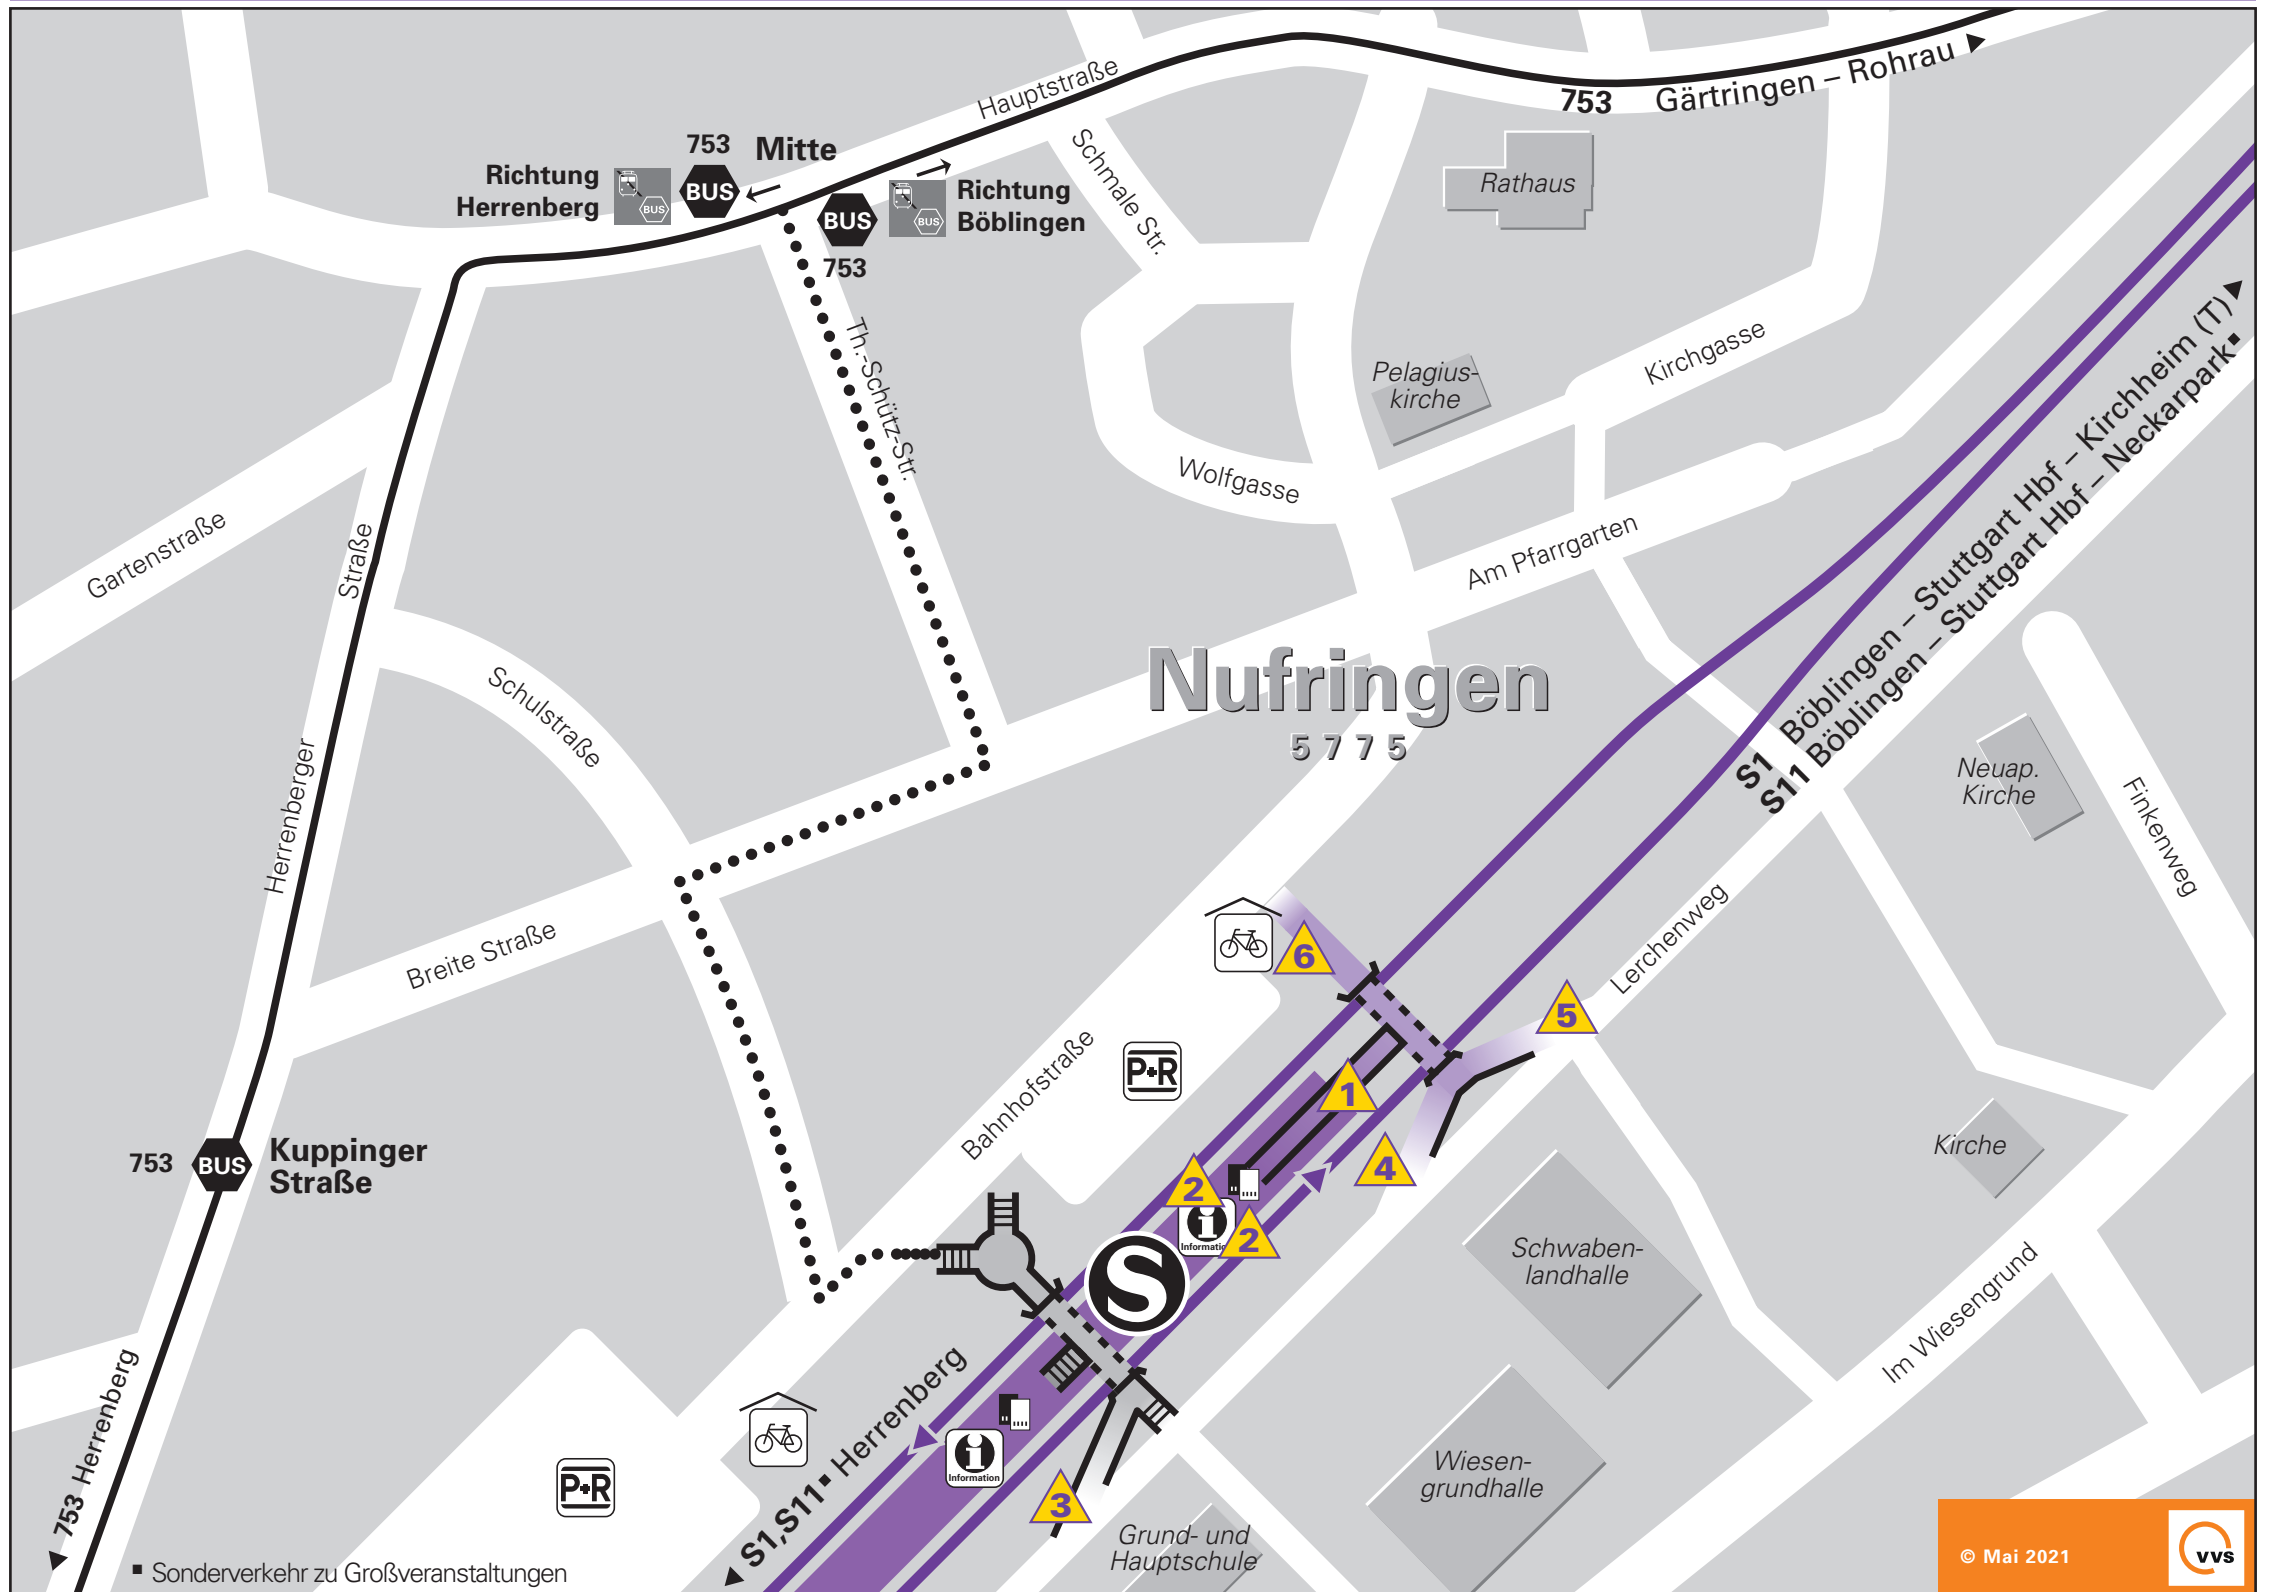 Hauptstraße
753 Gärtringen – Rohrau
753
Mitte
Richtung
Herrenberg
BUS
BUS
BUS
BUS
Richtung
Böblingen
753
Schmale Str.
Rathaus
Th.-Schütz-Str.
Pelagius-
kirche
Kirchgasse
Wolfgasse
Am Pfarrgarten
Gartenstraße
Herrenberger
Straße
Schulstraße
Nufringen
5775
S1 Böblingen – Stuttgart Hbf – Kirchheim (T)
S11 Böblingen – Stuttgart Hbf – Neckarpark▪
Neuap.
Kirche
Finkenweg
Breite Straße
Lerchenweg
6
5
Bahnhofstraße
P+R
1
Kirche
753
BUS
Kuppinger
Straße
4
2
Information
2
S
Schwaben-
landhalle
Im Wiesengrund
753 Herrenberg
S1,S11▪ Herrenberg
Information
P+R
3
Wiesen-
grundhalle
Grund- und
Hauptschule
▪ Sonderverkehr zu Großveranstaltungen
© Mai 2021
VVS